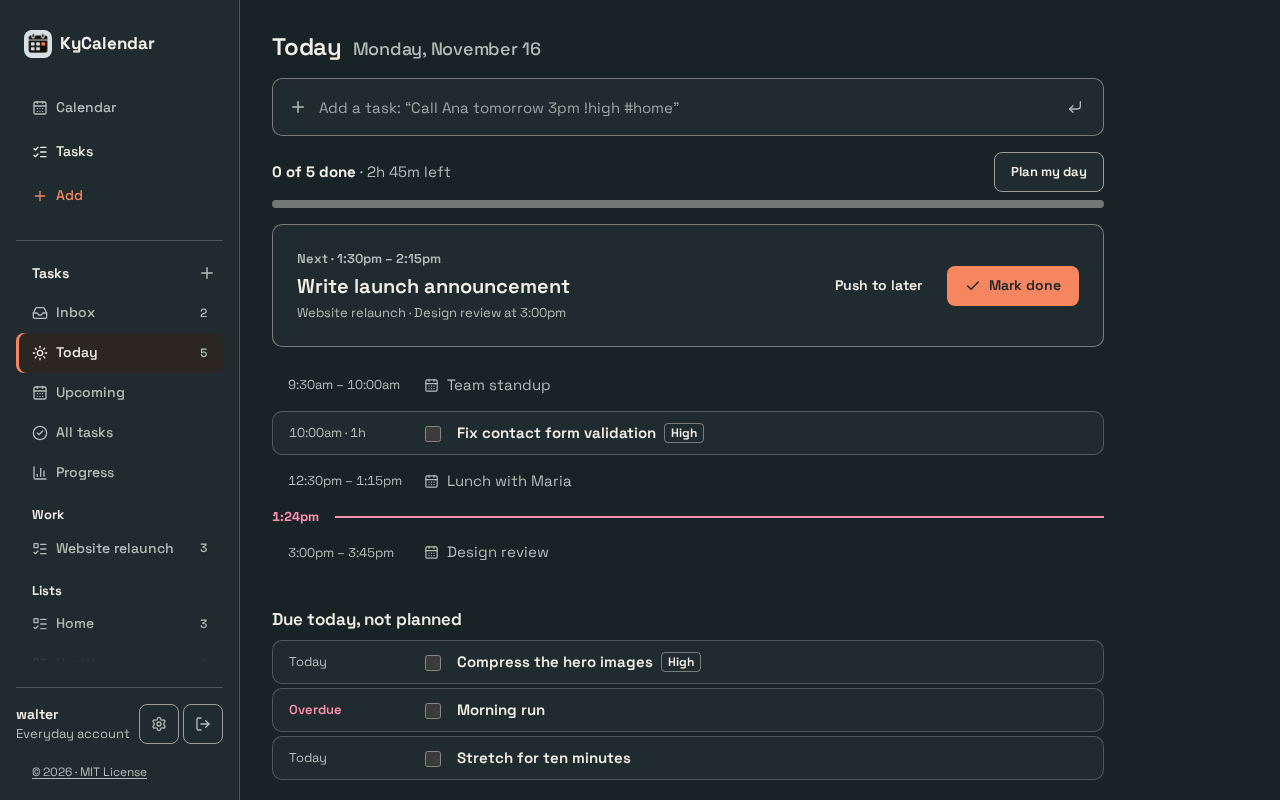 KyCalendar
Calendar
Tasks
Add
Tasks
Inbox 2
Today 5
Upcoming
All tasks
Progress
Work
Website relaunch 3
Lists
Home 3
walter
Everyday account
© 2026 · MIT License
Today Monday, November 16
Add a task: “Call Ana tomorrow 3pm !high #home”
0 of 5 done · 2h 45m left
Plan my day
Next · 1:30pm – 2:15pm
Write launch announcement
Website relaunch · Design review at 3:00pm
Push to later
Mark done
9:30am – 10:00am Team standup
10:00am · 1h Fix contact form validation High
12:30pm – 1:15pm Lunch with Maria
1:24pm
3:00pm – 3:45pm Design review
Due today, not planned
Today Compress the hero images High
Overdue Morning run
Today Stretch for ten minutes